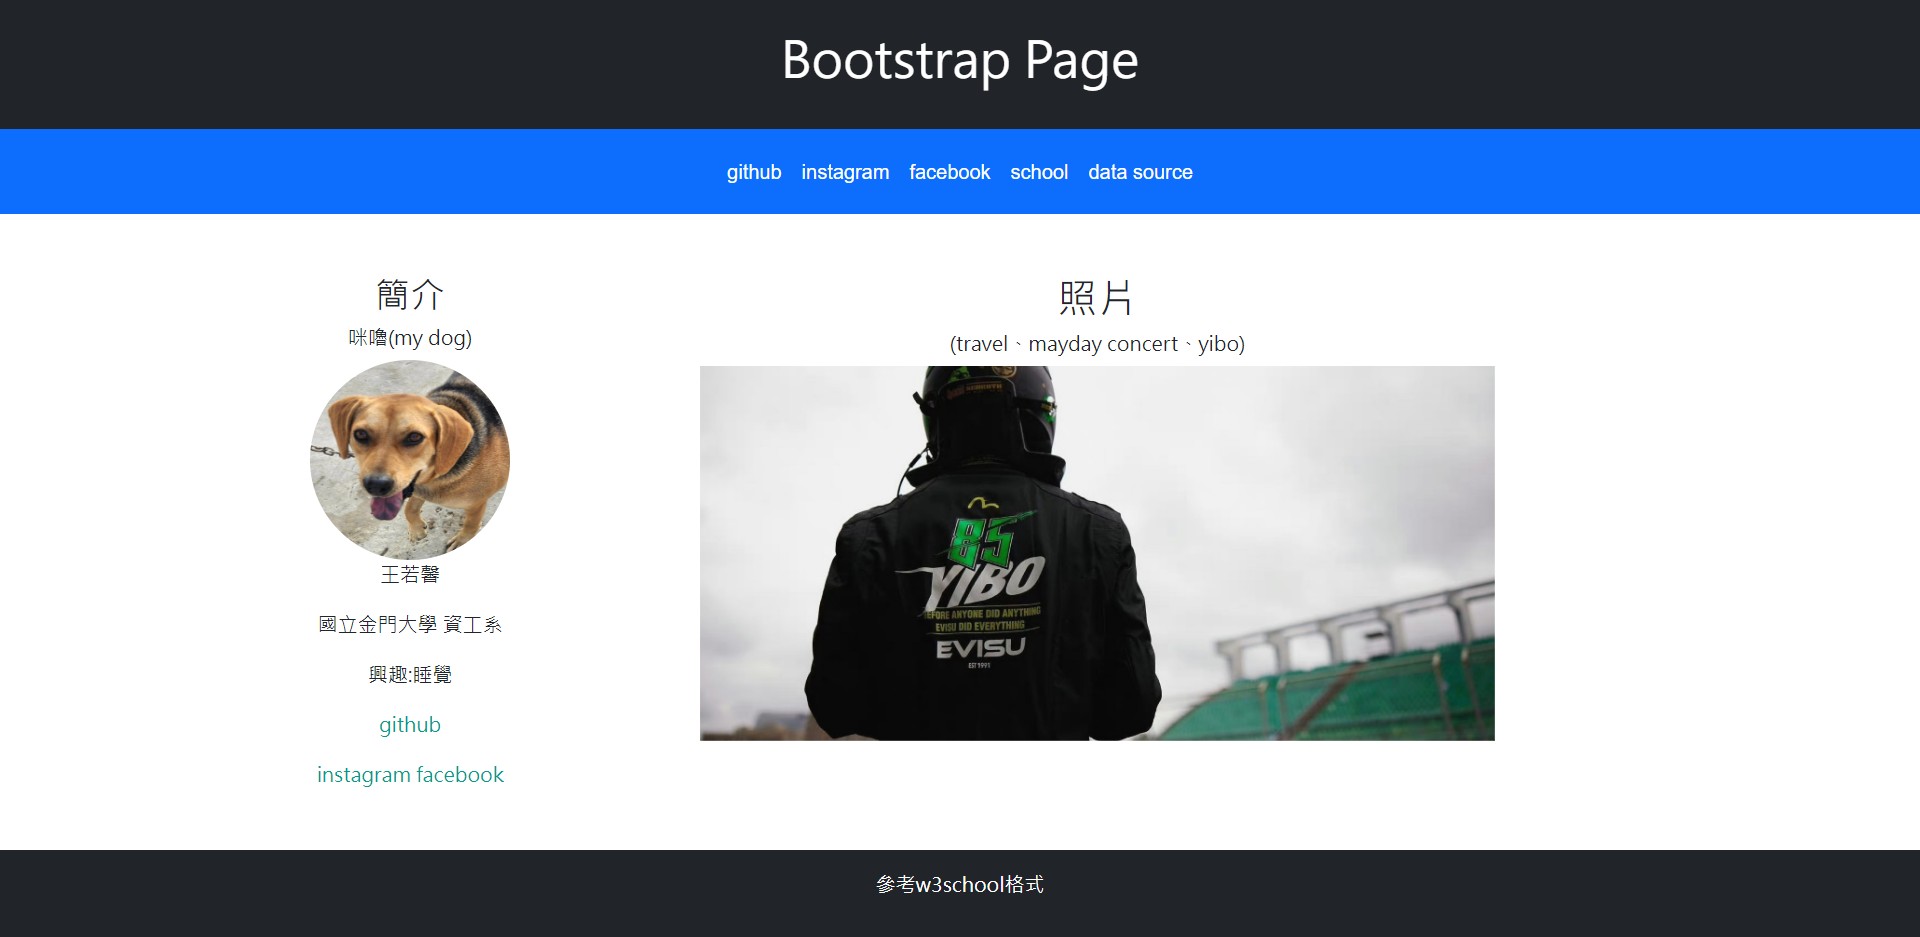 Bootstrap Page
github instagram facebook school data source
簡介
咪嚕(my dog)
王若馨
國立金門大學 資工系
興趣:睡覺
github
instagram facebook
照片
(travel、mayday concert、yibo)
85
YIBO
BEFORE ANYONE DID ANYTHING
EVISU DID EVERYTHING
EVISU
EST 1991
參考w3school格式